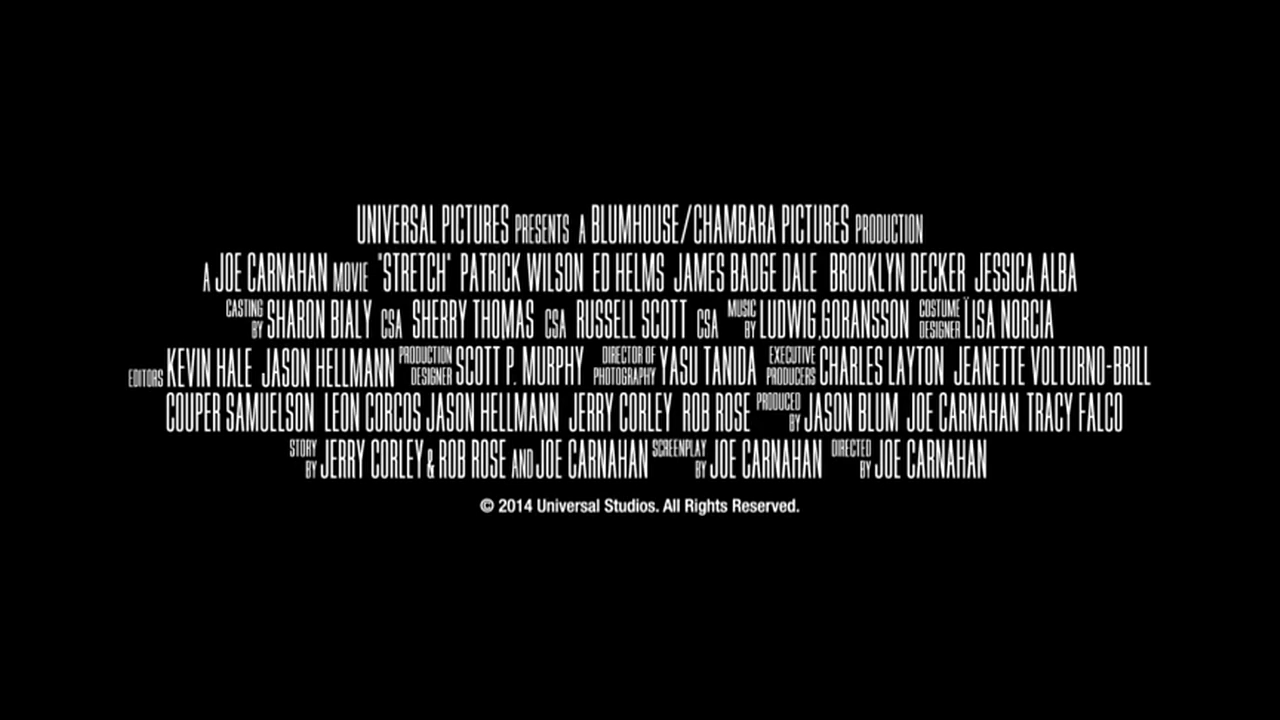 UNIVERSAL PICTURES PRESENTS A BLUMHOUSE/CHAMBARA PICTURES PRODUCTION
A JOE CARNAHAN MOVIE "STRETCH" PATRICK WILSON ED HELMS JAMES BADGE DALE BROOKLYN DECKER JESSICA ALBA
CASTING BY SHARON BIALY CSA SHERRY THOMAS CSA RUSSELL SCOTT CSA MUSIC BY LUDWIG GORANSSON COSTUME DESIGNER LISA NORCIA
EDITORS KEVIN HALE JASON HELLMANN PRODUCTION DESIGNER SCOTT P. MURPHY DIRECTOR OF PHOTOGRAPHY YASU TANIDA EXECUTIVE PRODUCERS CHARLES LAYTON JEANETTE VOLTURNO-BRILL
COUPER SAMUELSON LEON CORCOS JASON HELLMANN JERRY CORLEY ROB ROSE PRODUCED BY JASON BLUM JOE CARNAHAN TRACY FALCO
STORY BY JERRY CORLEY & ROB ROSE AND JOE CARNAHAN SCREENPLAY BY JOE CARNAHAN DIRECTED BY JOE CARNAHAN
© 2014 Universal Studios. All Rights Reserved.